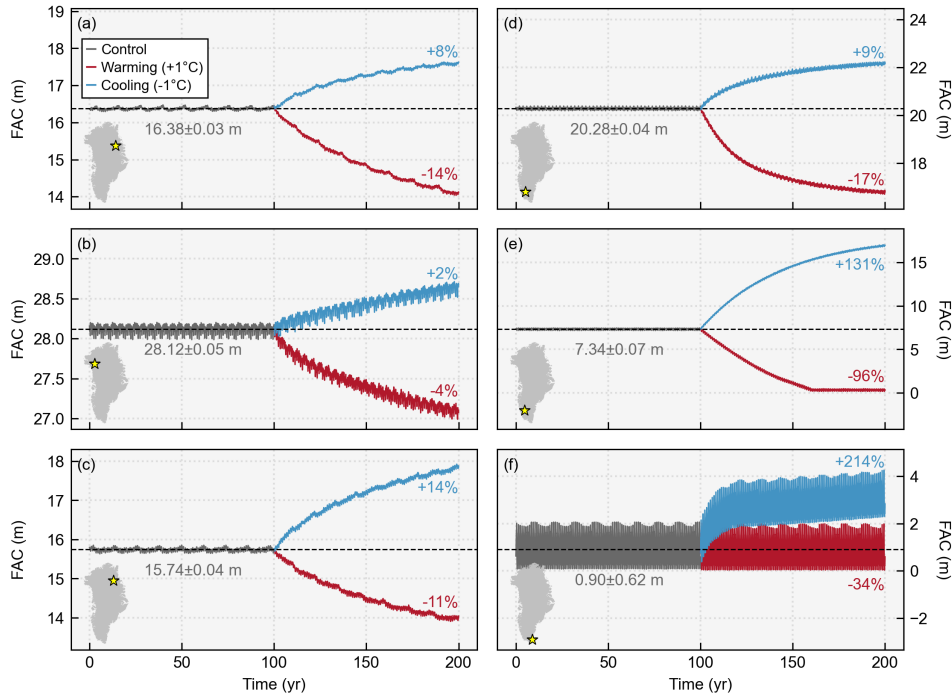 (a)
Control
Warming (+1°C)
Cooling (-1°C)
+8%
16.38±0.03 m
-14%
19
18
17
16
15
14
FAC (m)
(d)
+9%
20.28±0.04 m
-17%
24
22
20
18
FAC (m)
(b)
+2%
28.12±0.05 m
-4%
29.0
28.5
28.0
27.5
27.0
FAC (m)
(e)
+131%
7.34±0.07 m
-96%
15
10
5
0
FAC (m)
(c)
+14%
15.74±0.04 m
-11%
18
17
16
15
14
FAC (m)
0 50 100 150 200
Time (yr)
(f)
+214%
0.90±0.62 m
-34%
4
2
0
−2
FAC (m)
0 50 100 150 200
Time (yr)